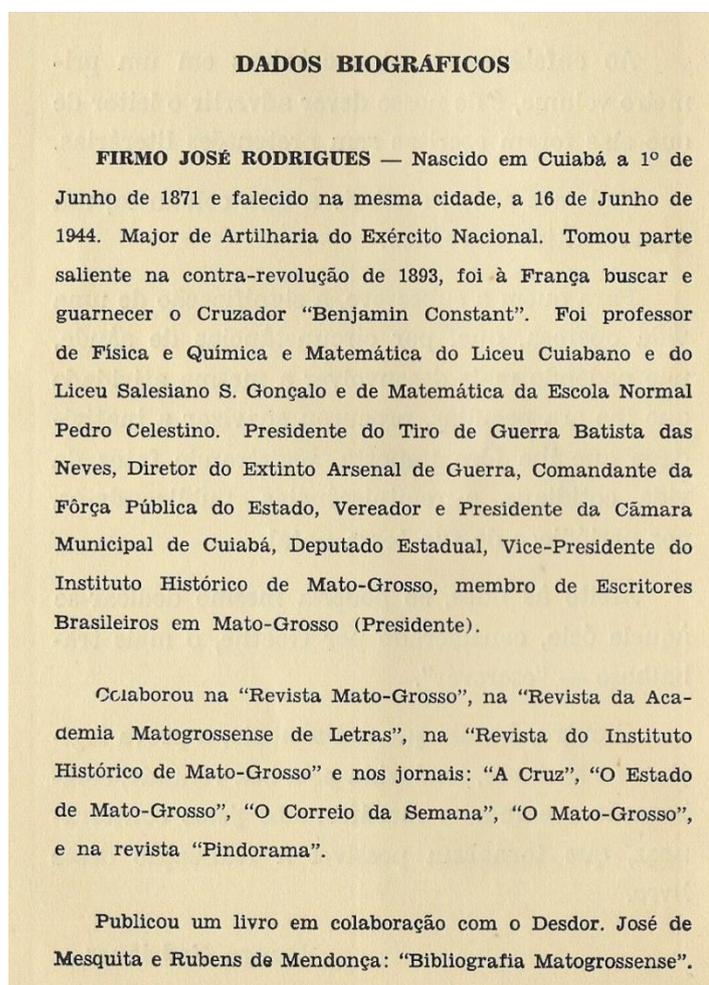 DADOS BIOGRÁFICOS
FIRMO JOSÉ RODRIGUES — Nascido em Cuiabá a 1º de
Junho de 1871 e falecido na mesma cidade, a 16 de Junho de
1944. Major de Artilharia do Exército Nacional. Tomou parte
saliente na contra-revolução de 1893, foi à França buscar e
guarnecer o Cruzador "Benjamin Constant". Foi professor
de Física e Química e Matemática do Liceu Cuiabano e do
Liceu Salesiano S. Gonçalo e de Matemática da Escola Normal
Pedro Celestino. Presidente do Tiro de Guerra Batista das
Neves, Diretor do Extinto Arsenal de Guerra, Comandante da
Fôrça Pública do Estado, Vereador e Presidente da Cãmara
Municipal de Cuiabá, Deputado Estadual, Vice-Presidente do
Instituto Histórico de Mato-Grosso, membro de Escritores
Brasileiros em Mato-Grosso (Presidente).
Colaborou na "Revista Mato-Grosso", na "Revista da Aca-
demia Matogrossense de Letras", na "Revista do Instituto
Histórico de Mato-Grosso" e nos jornais: "A Cruz", "O Estado
de Mato-Grosso", "O Correio da Semana", "O Mato-Grosso",
e na revista "Pindorama".
Publicou um livro em colaboração com o Desdor. José de
Mesquita e Rubens de Mendonça: "Bibliografia Matogrossense".